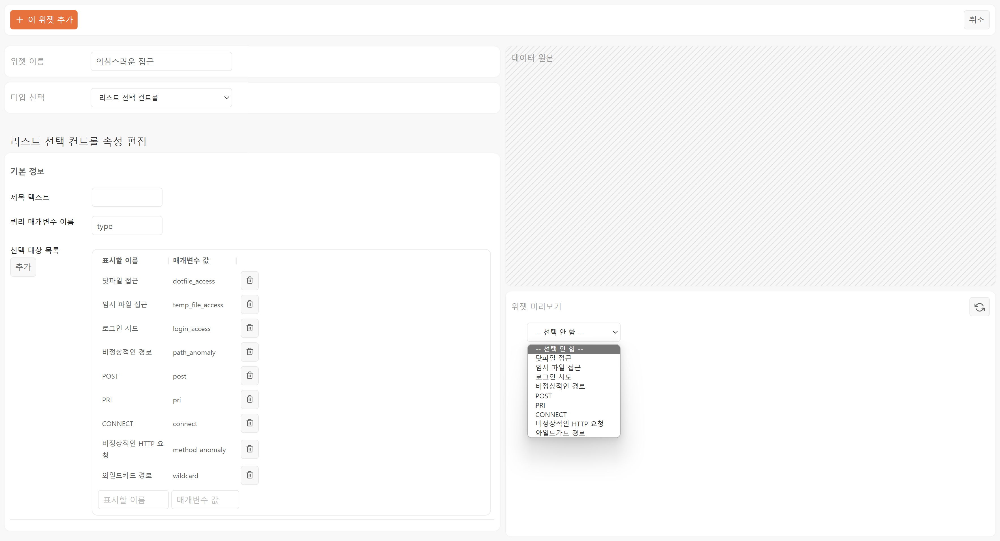 이 위젯 추가
취소
위젯 이름
의심스러운 접근
타입 선택
리스트 선택 컨트롤
리스트 선택 컨트롤 속성 편집
기본 정보
제목 텍스트
쿼리 매개변수 이름
type
선택 대상 목록
추가
표시할 이름
매개변수 값
닷파일 접근
dotfile_access
임시 파일 접근
temp_file_access
로그인 시도
login_access
비정상적인 경로
path_anomaly
POST
post
PRI
pri
CONNECT
connect
비정상적인 HTTP 요
청
method_anomaly
와일드카드 경로
wildcard
표시할 이름
매개변수 값
데이터 원본
위젯 미리보기
-- 선택 안 함 --
-- 선택 안 함 --
닷파일 접근
임시 파일 접근
로그인 시도
비정상적인 경로
POST
PRI
CONNECT
비정상적인 HTTP 요청
와일드카드 경로